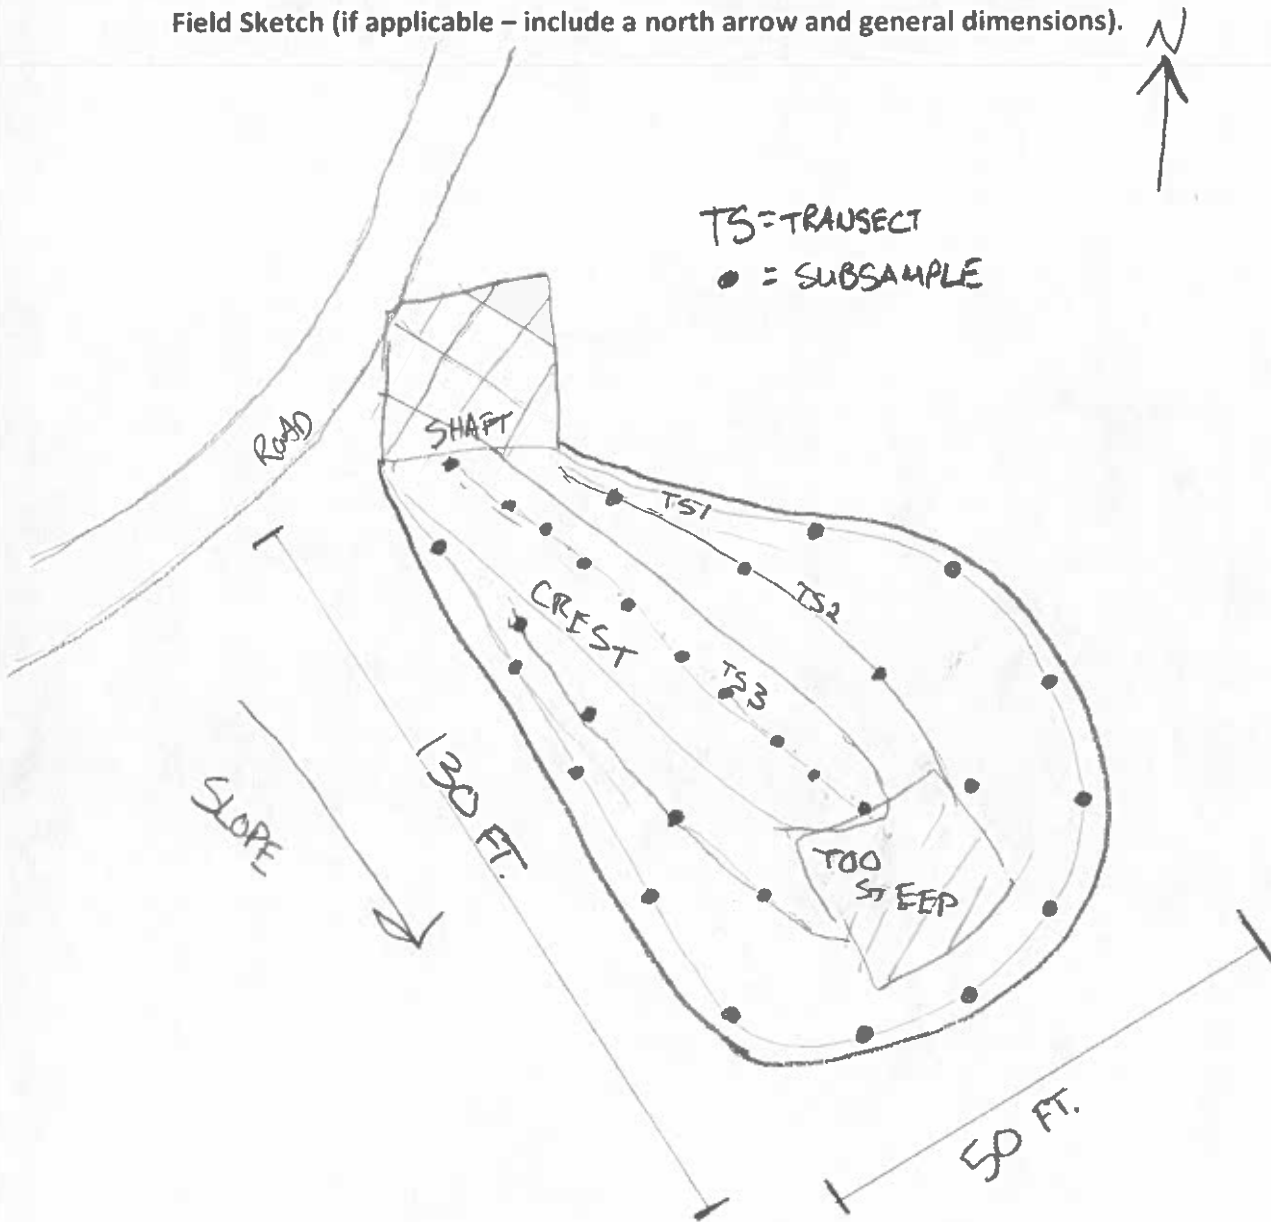 Field Sketch (if applicable – include a north arrow and general dimensions).
N
TS = TRANSECT
● = SUBSAMPLE
ROAD
SHAFT
TS1
TS2
CREST
TS3
130 FT.
SLOPE
TOO
STEEP
50 FT.